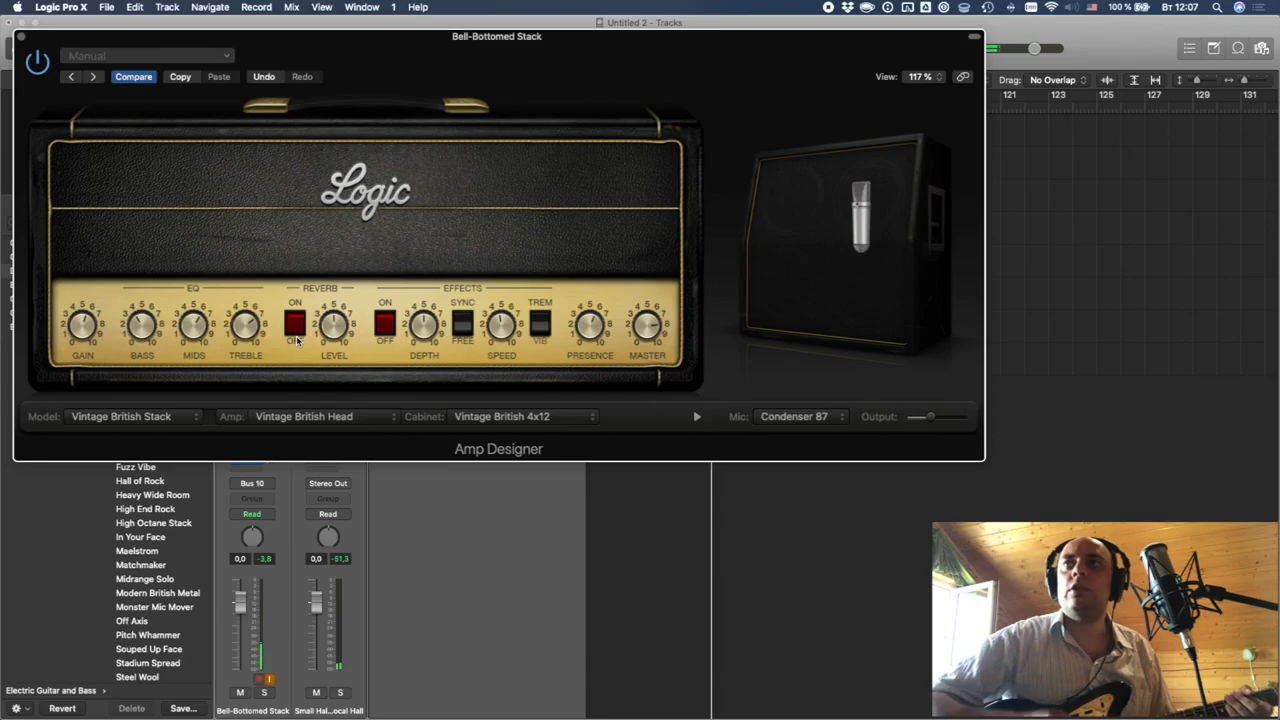 Logic Pro X File Edit Track Navigate Record Mix View Window 1 Help 100 % Вт 12:07
Untitled 2 - Tracks
Bell-Bottomed Stack
Manual
Compare Copy Paste Undo Redo View: 117 % Drag: No Overlap
121 123 125 127 129 131
Logic
EQ REVERB EFFECTS
ON ON SYNC TREM
OFF FREE VIB
GAIN BASS MIDS TREBLE LEVEL DEPTH SPEED PRESENCE MASTER
Model: Vintage British Stack Amp: Vintage British Head Cabinet: Vintage British 4x12 Mic: Condenser 87 Output:
Amp Designer
Fuzz Vibe
Hall of Rock
Heavy Wide Room
High End Rock
High Octane Stack
In Your Face
Maelstrom
Matchmaker
Midrange Solo
Modern British Metal
Monster Mic Mover
Off Axis
Pitch Whammer
Souped Up Face
Stadium Spread
Steel Wool
Bus 10 Stereo Out
Group Group
Read Read
0,0 -3,8 0,0 -51,3
Electric Guitar and Bass
M S M S
Revert Delete Save... Bell-Bottomed Stack Small Hal...ocal Hall